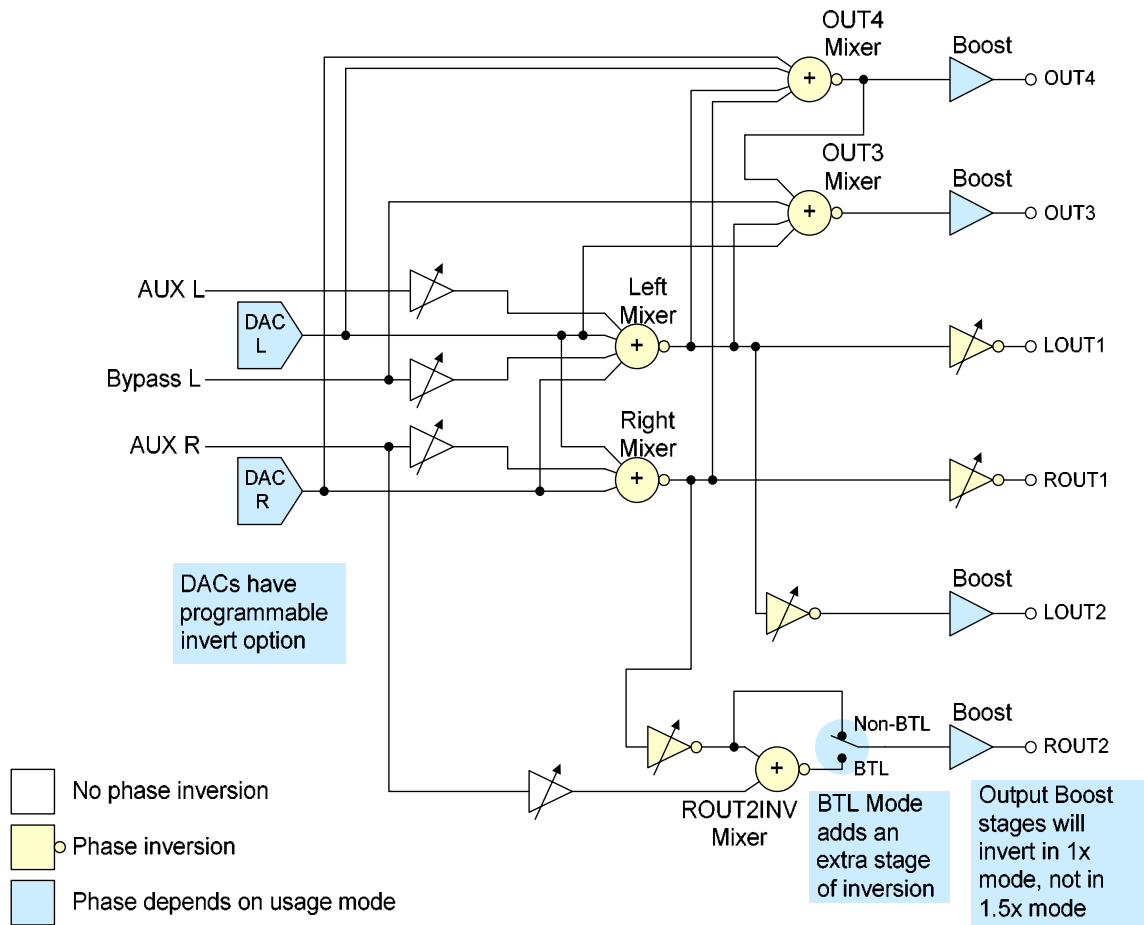 OUT4
Mixer
Boost
+
OUT4
OUT3
Mixer
Boost
+
OUT3
AUX L
DAC
L
Left
Mixer
+
LOUT1
Bypass L
AUX R
Right
Mixer
DAC
R
+
ROUT1
DACs have
programmable
invert option
Boost
LOUT2
Non-BTL
Boost
+
ROUT2
BTL
ROUT2INV
Mixer
BTL Mode
adds an
extra stage
of inversion
Output Boost
stages will
invert in 1x
mode, not in
1.5x mode
No phase inversion
Phase inversion
Phase depends on usage mode